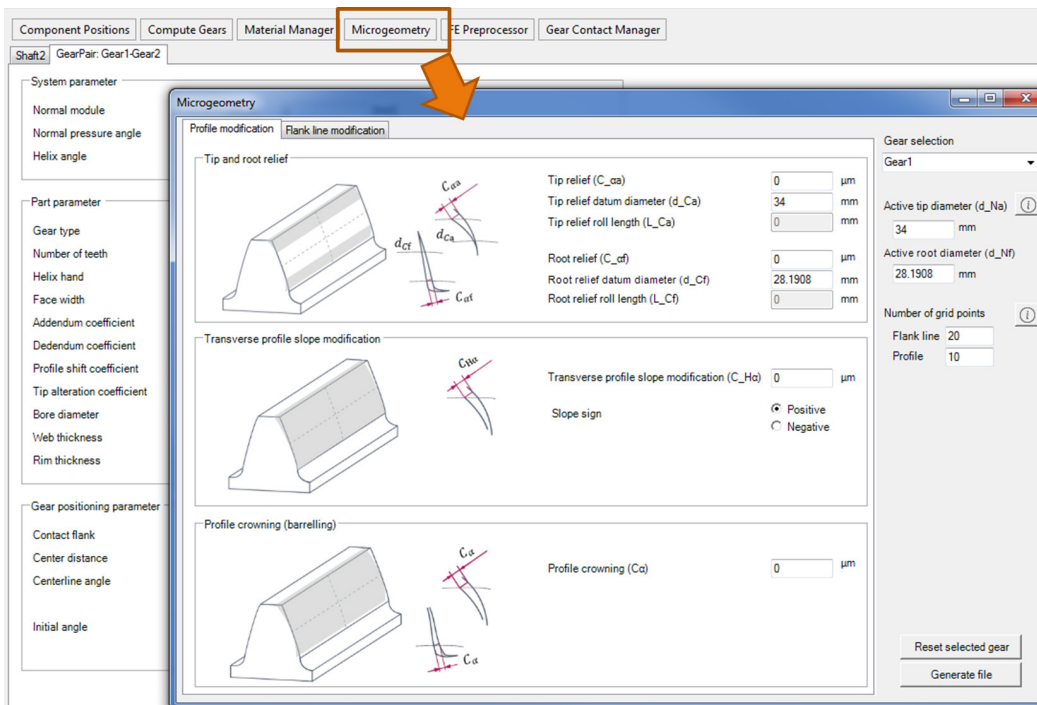 Component Positions Compute Gears Material Manager Microgeometry FE Preprocessor Gear Contact Manager
Shaft2 GearPair: Gear1-Gear2
System parameter
Normal module
Normal pressure angle
Helix angle
Part parameter
Gear type
Number of teeth
Helix hand
Face width
Addendum coefficient
Dedendum coefficient
Profile shift coefficient
Tip alteration coefficient
Bore diameter
Web thickness
Rim thickness
Gear positioning parameter
Contact flank
Center distance
Centerline angle
Initial angle
Microgeometry
Profile modification Flank line modification
Tip and root relief
Cαa
dCa
dCf
Cαf
Tip relief (C_αa) 0 μm
Tip relief datum diameter (d_Ca) 34 mm
Tip relief roll length (L_Ca) 0 mm
Root relief (C_αf) 0 μm
Root relief datum diameter (d_Cf) 28.1908 mm
Root relief roll length (L_Cf) 0 mm
Transverse profile slope modification
CHα
Transverse profile slope modification (C_Hα) 0 μm
Slope sign Positive
Negative
Profile crowning (barrelling)
Cα
Cα
Profile crowning (Cα) 0 μm
Gear selection
Gear1
Active tip diameter (d_Na) i
34 mm
Active root diameter (d_Nf)
28.1908 mm
Number of grid points i
Flank line 20
Profile 10
Reset selected gear
Generate file